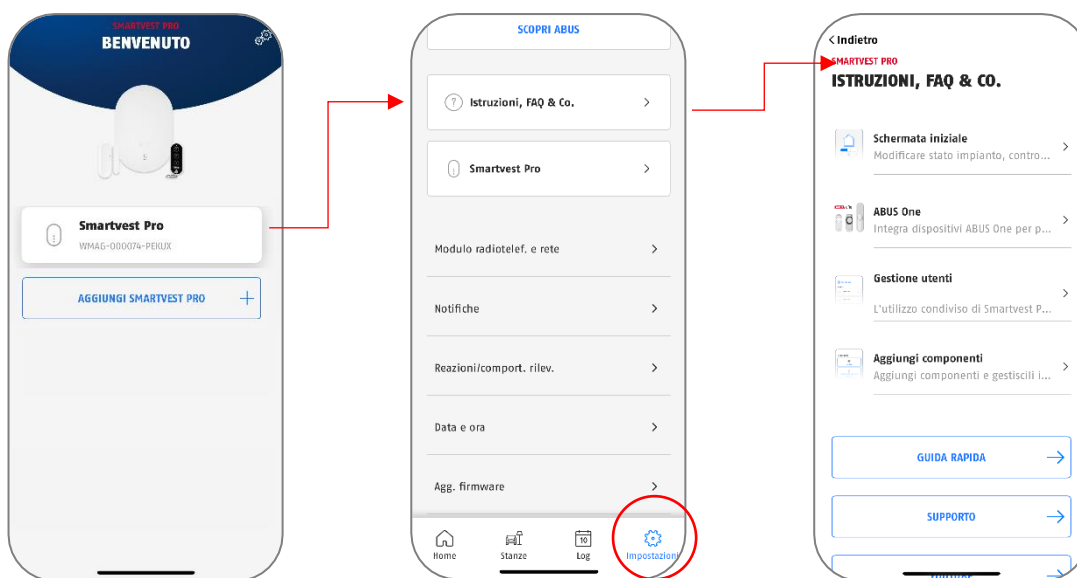 SMARTVEST PRO
BENVENUTO
Smartvest Pro
WMAG-000074-PEKUX
AGGIUNGI SMARTVEST PRO
SCOPRI ABUS
Istruzioni, FAQ & Co.
Smartvest Pro
Modulo radiotelef. e rete
Notifiche
Reazioni/comport. rilev.
Data e ora
Agg. firmware
Home
Stanze
10
Log
Impostazioni
Indietro
SMARTVEST PRO
ISTRUZIONI, FAQ & CO.
Schermata iniziale
Modificare stato impianto, contro...
ABUS One
Integra dispositivi ABUS One per p...
Gestione utenti
L'utilizzo condiviso di Smartvest P...
Aggiungi componenti
Aggiungi componenti e gestiscili i...
GUIDA RAPIDA
SUPPORTO